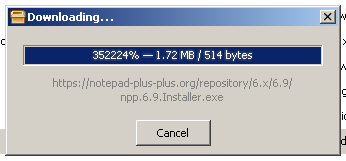 Downloading...
352224% — 1.72 MB / 514 bytes
https://notepad-plus-plus.org/repository/6.x/6.9/
npp.6.9.Installer.exe
Cancel